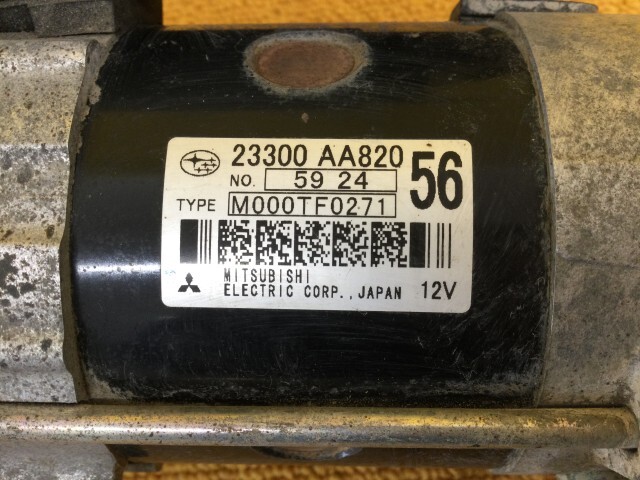 23300 AA820 56
NO. 59 24
TYPE M000TF0271
MITSUBISHI
ELECTRIC CORP., JAPAN 12V